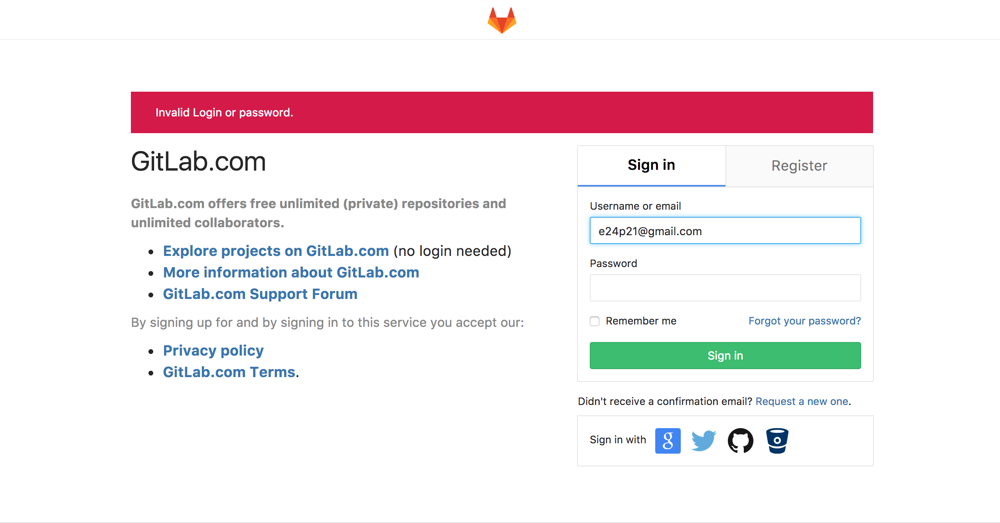 Invalid Login or password.
GitLab.com
GitLab.com offers free unlimited (private) repositories and
unlimited collaborators.
Explore projects on GitLab.com (no login needed)
More information about GitLab.com
GitLab.com Support Forum
By signing up for and by signing in to this service you accept our:
Privacy policy
GitLab.com Terms.
Sign in
Register
Username or email
e24p21@gmail.com
Password
Remember me
Forgot your password?
Sign in
Didn't receive a confirmation email? Request a new one.
Sign in with
g